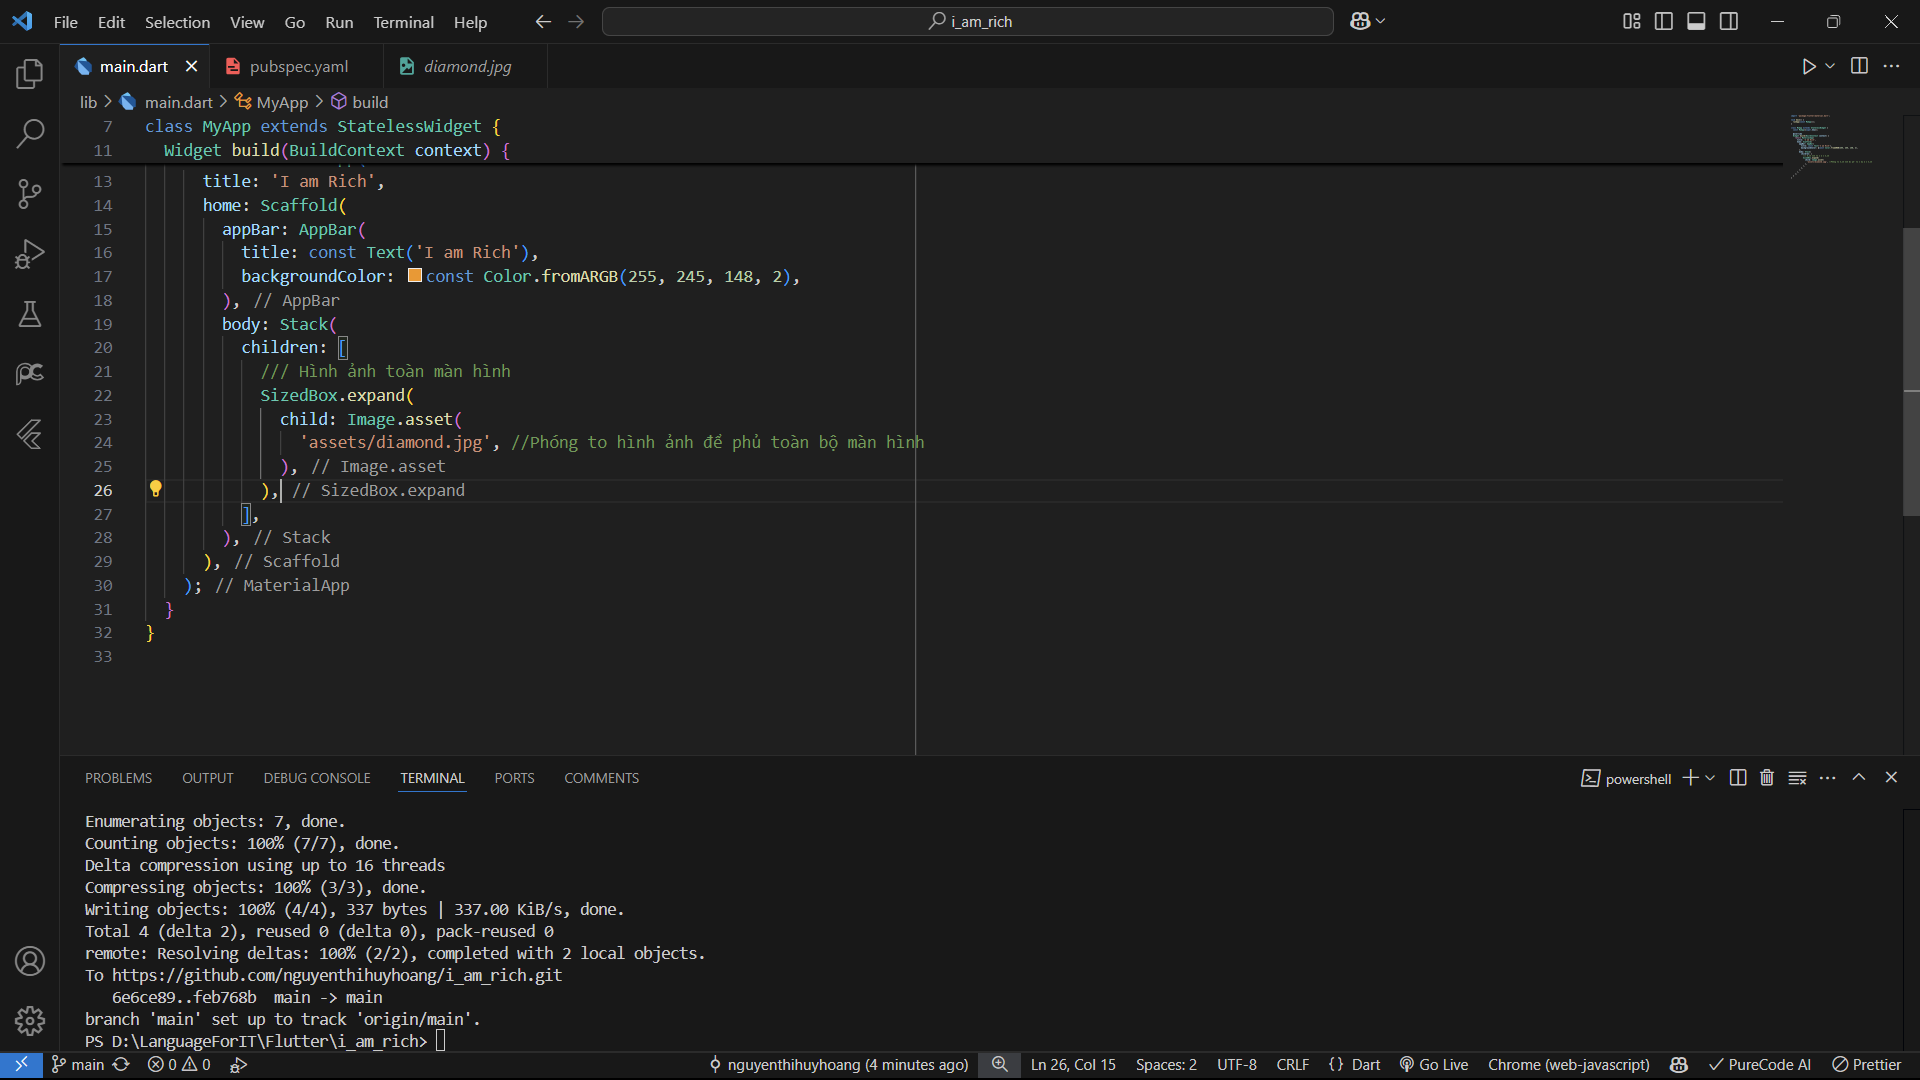 File Edit Selection View Go Run Terminal Help i_am_rich
main.dart pubspec.yaml diamond.jpg
lib > main.dart > MyApp > build
7 class MyApp extends StatelessWidget {
11 Widget build(BuildContext context) {
13 title: 'I am Rich',
14 home: Scaffold(
15 appBar: AppBar(
16 title: const Text('I am Rich'),
17 backgroundColor: const Color.fromARGB(255, 245, 148, 2),
18 ), // AppBar
19 body: Stack(
20 children: [
21 /// Hình ảnh toàn màn hình
22 SizedBox.expand(
23 child: Image.asset(
24 'assets/diamond.jpg', //Phóng to hình ảnh để phủ toàn bộ màn hình
25 ), // Image.asset
26 ), // SizedBox.expand
27 ],
28 ), // Stack
29 ), // Scaffold
30 ); // MaterialApp
31 }
32 }
33
PROBLEMS OUTPUT DEBUG CONSOLE TERMINAL PORTS COMMENTS powershell
Enumerating objects: 7, done.
Counting objects: 100% (7/7), done.
Delta compression using up to 16 threads
Compressing objects: 100% (3/3), done.
Writing objects: 100% (4/4), 337 bytes | 337.00 KiB/s, done.
Total 4 (delta 2), reused 0 (delta 0), pack-reused 0
remote: Resolving deltas: 100% (2/2), completed with 2 local objects.
To https://github.com/nguyenthihuyhoang/i_am_rich.git
6e6ce89..feb768b main -> main
branch 'main' set up to track 'origin/main'.
PS D:\LanguageForIT\Flutter\i_am_rich>
main 0 0 nguyenthihuyhoang (4 minutes ago) Ln 26, Col 15 Spaces: 2 UTF-8 CRLF {} Dart Go Live Chrome (web-javascript) PureCode AI Prettier